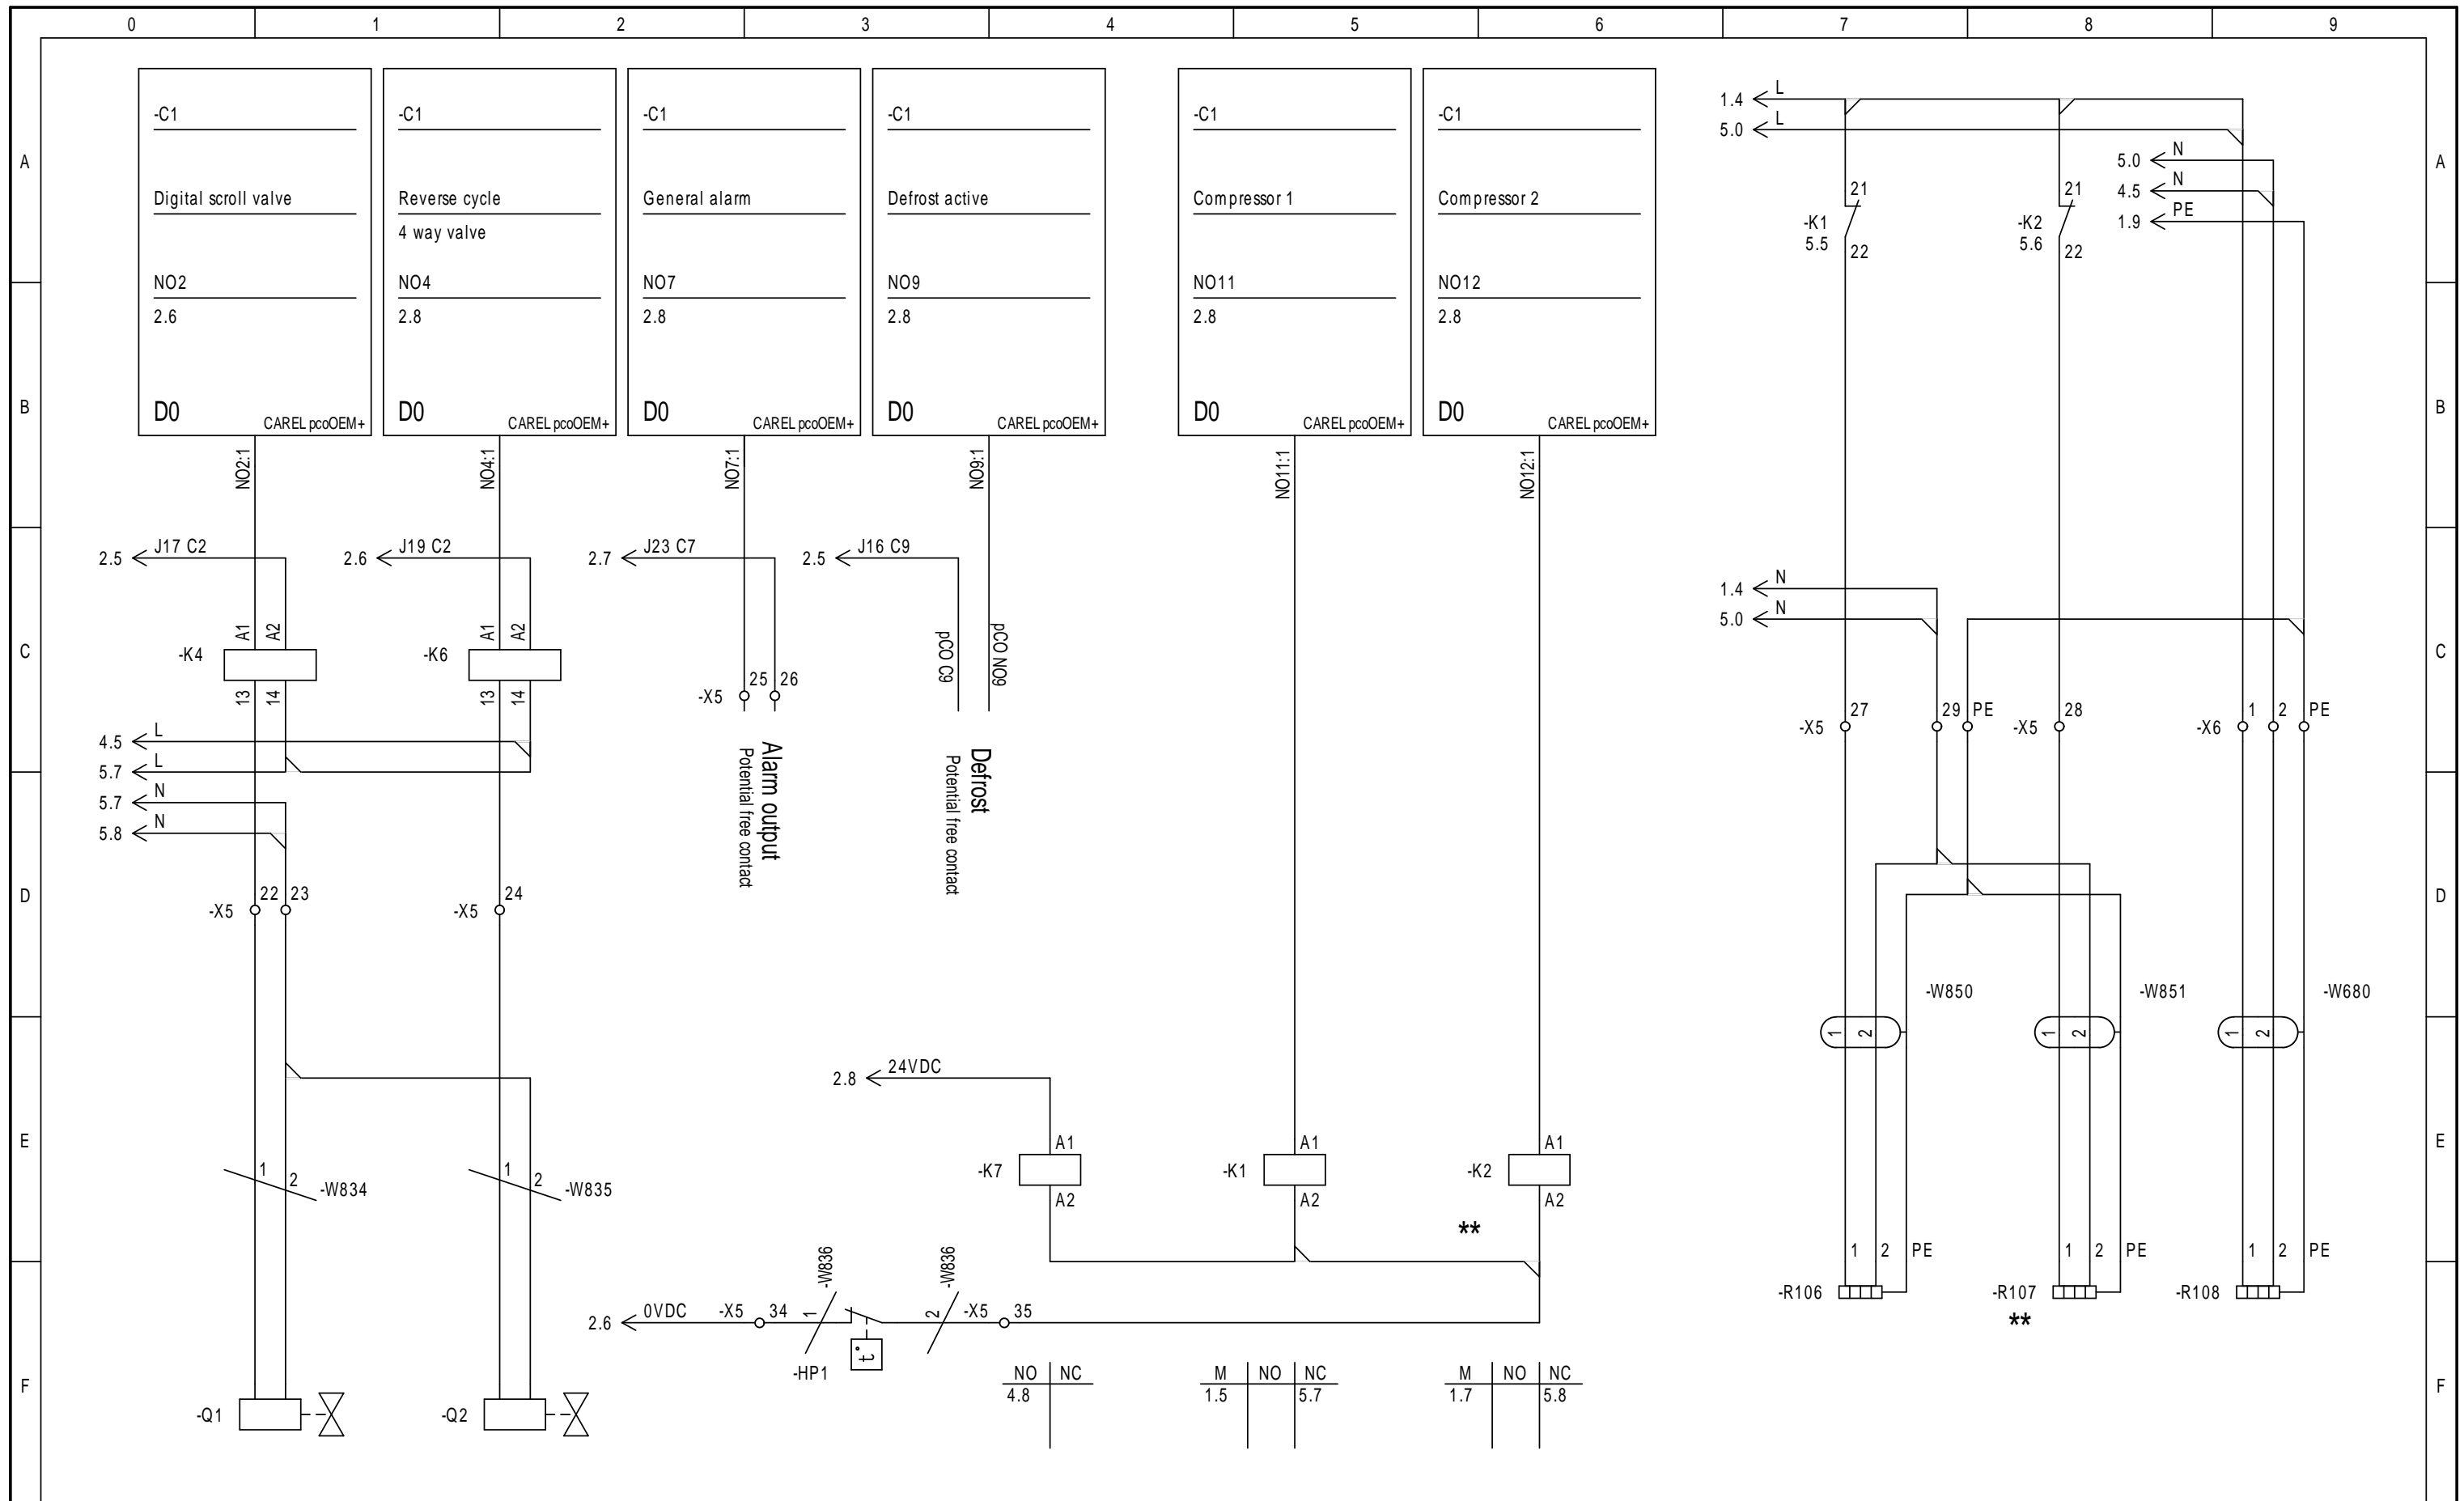 0 1 2 3 4 5 6 7 8 9
-C1 -C1 -C1 -C1 -C1 -C1
1.4 L
5.0 L
A A
5.0 N
4.5 N
1.9 PE
Digital scroll valve Reverse cycle General alarm Defrost active Compressor 1 Compressor 2
4 way valve
21 21
-K1 -K2
5.5 5.6
22 22
NO2 NO4 NO7 NO9 NO11 NO12
2.6 2.8 2.8 2.8 2.8 2.8
B B
D0 D0 D0 D0 D0 D0
CAREL pcoOEM+ CAREL pcoOEM+ CAREL pcoOEM+ CAREL pcoOEM+ CAREL pcoOEM+ CAREL pcoOEM+
NO2:1 NO4:1 NO7:1 NO9:1 NO11:1 NO12:1
2.5 J17 C2 2.6 J19 C2 2.7 J23 C7 2.5 J16 C9
1.4 N
5.0 N
A1 A2 A1 A2
C C
-K4 -K6
pCO C9 pCO NO9
13 14 13 14
-X5 25 26
-X5 27 29 PE -X5 28 -X6 1 2 PE
4.5 L
5.7 L
5.7 N
5.8 N
Alarm output
Potential free contact
Defrost
Potential free contact
D D
-X5 22 23 -X5 24
-W850 -W851 -W680
1 2 1 2 1 2
2.8 24VDC
E E
A1 A1 A1
-K7 -K1 -K2
A2 A2 A2
1 2 -W834 1 2 -W835
**
-W836 -W836
1 2 PE 1 2 PE 1 2 PE
-R106 -R107 -R108
**
2.6 0VDC -X5 34 1 2 -X5 35
t°
-HP1
F F
NO NC M NO NC M NO NC
4.8 1.5 5.7 1.7 5.8
-Q1 -Q2